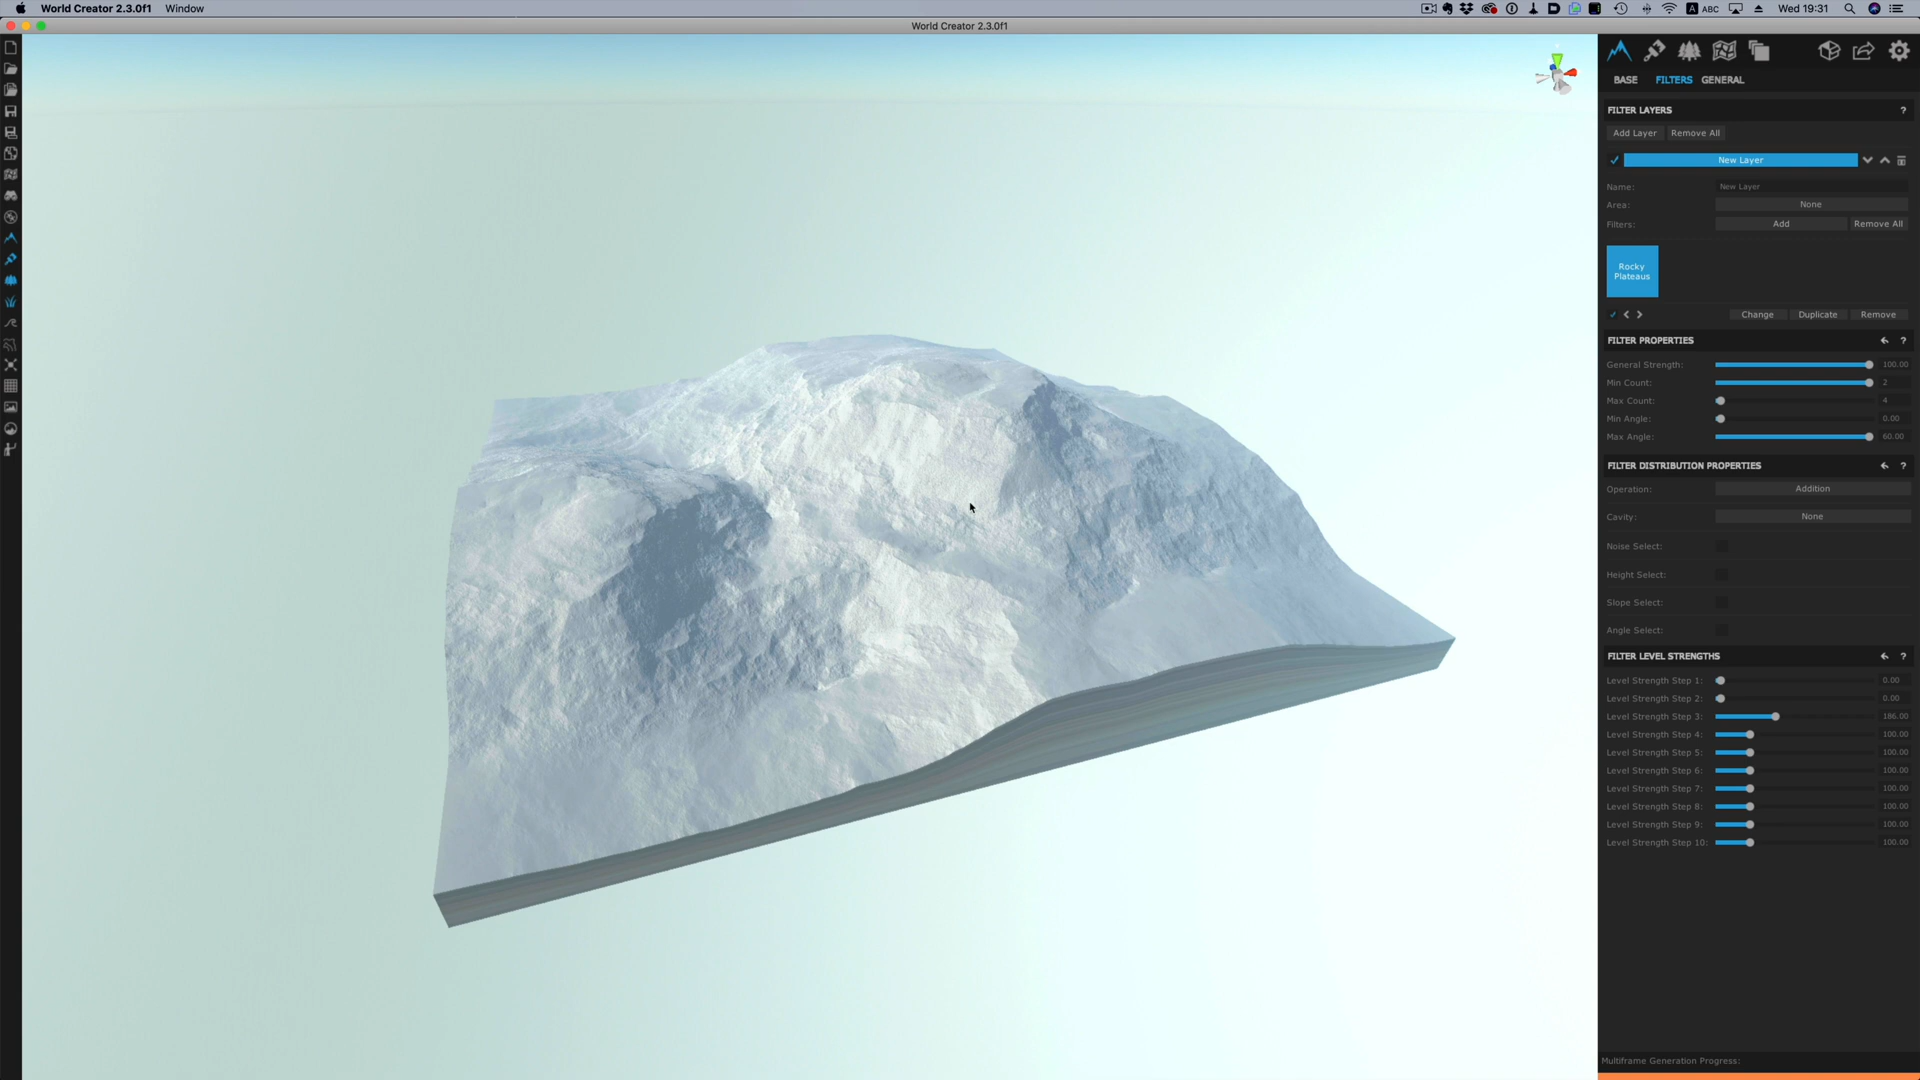 World Creator 2.3.0f1 Window ABC Wed 19:31
World Creator 2.3.0f1
BASE FILTERS GENERAL
FILTER LAYERS ?
Add Layer Remove All
New Layer
Name: New Layer
Area: None
Filters: Add Remove All
Rocky
Plateaus
Change Duplicate Remove
FILTER PROPERTIES ?
General Strength: 100.00
Min Count: 2
Max Count: 4
Min Angle: 0.00
Max Angle: 60.00
FILTER DISTRIBUTION PROPERTIES ?
Operation: Addition
Cavity: None
Noise Select:
Height Select:
Slope Select:
Angle Select:
FILTER LEVEL STRENGTHS ?
Level Strength Step 1: 0.00
Level Strength Step 2: 0.00
Level Strength Step 3: 186.00
Level Strength Step 4: 100.00
Level Strength Step 5: 100.00
Level Strength Step 6: 100.00
Level Strength Step 7: 100.00
Level Strength Step 8: 100.00
Level Strength Step 9: 100.00
Level Strength Step 10: 100.00
Multiframe Generation Progress: